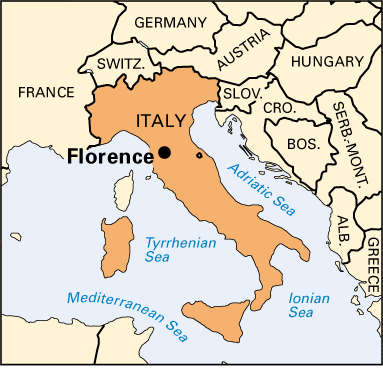 GERMANY
AUSTRIA
SWITZ.
HUNGARY
FRANCE
SLOV.
CRO.
ITALY
SERB.-MONT.
Florence
BOS.
Adriatic Sea
ALB.
GREECE
Tyrrhenian
Sea
Mediterranean Sea
Ionian
Sea